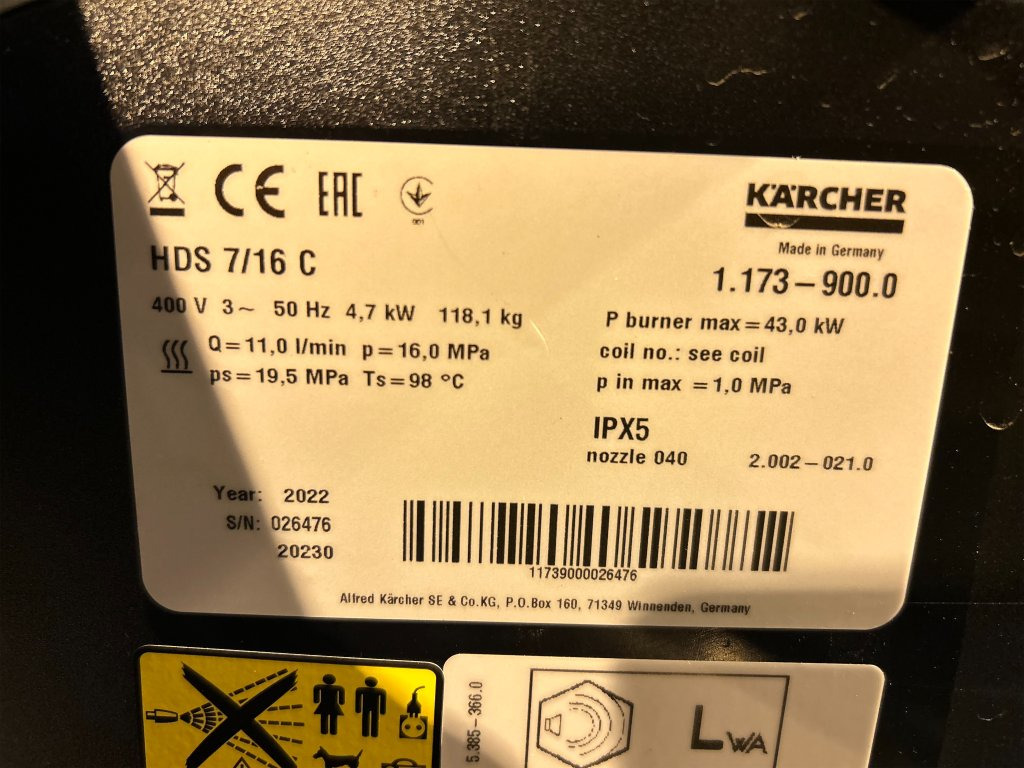 CE EAC
001
KÄRCHER
Made in Germany
HDS 7/16 C
1.173-900.0
400 V 3~ 50 Hz 4,7 kW 118,1 kg
Q=11,0 l/min p=16,0 MPa
ps=19,5 MPa Ts=98 °C
P burner max=43,0 kW
coil no.: see coil
p in max =1,0 MPa
IPX5
nozzle 040 2.002-021.0
Year: 2022
S/N: 026476
20230
11739000026476
Alfred Kärcher SE & Co.KG, P.O.Box 160, 71349 Winnenden, Germany
5.385-366.0
LWA